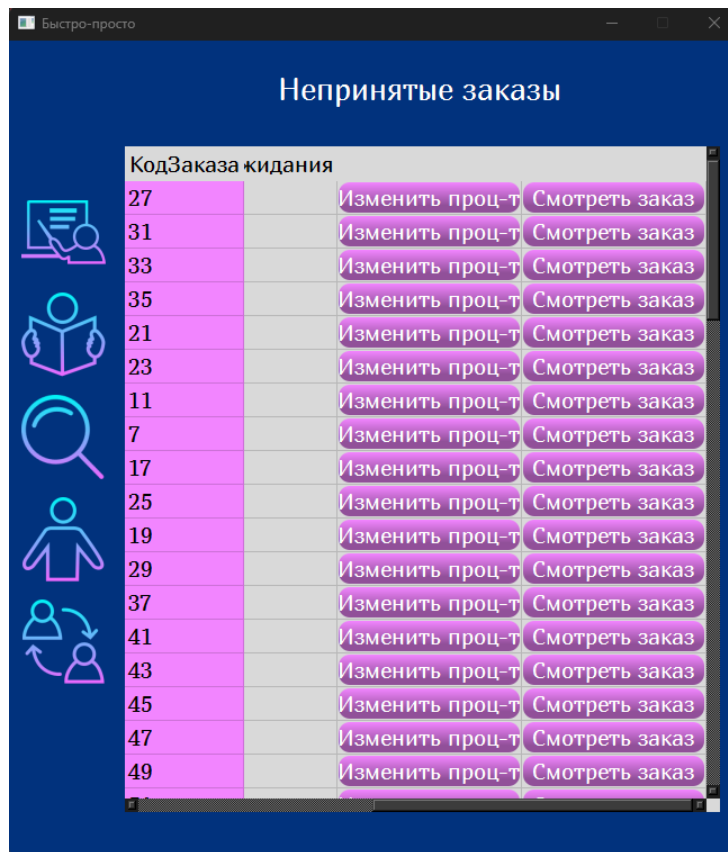 Быстро-просто
Непринятые заказы
КодЗаказа жидания
27 Изменить проц-т Смотреть заказ
31 Изменить проц-т Смотреть заказ
33 Изменить проц-т Смотреть заказ
35 Изменить проц-т Смотреть заказ
21 Изменить проц-т Смотреть заказ
23 Изменить проц-т Смотреть заказ
11 Изменить проц-т Смотреть заказ
7 Изменить проц-т Смотреть заказ
17 Изменить проц-т Смотреть заказ
25 Изменить проц-т Смотреть заказ
19 Изменить проц-т Смотреть заказ
29 Изменить проц-т Смотреть заказ
37 Изменить проц-т Смотреть заказ
41 Изменить проц-т Смотреть заказ
43 Изменить проц-т Смотреть заказ
45 Изменить проц-т Смотреть заказ
47 Изменить проц-т Смотреть заказ
49 Изменить проц-т Смотреть заказ